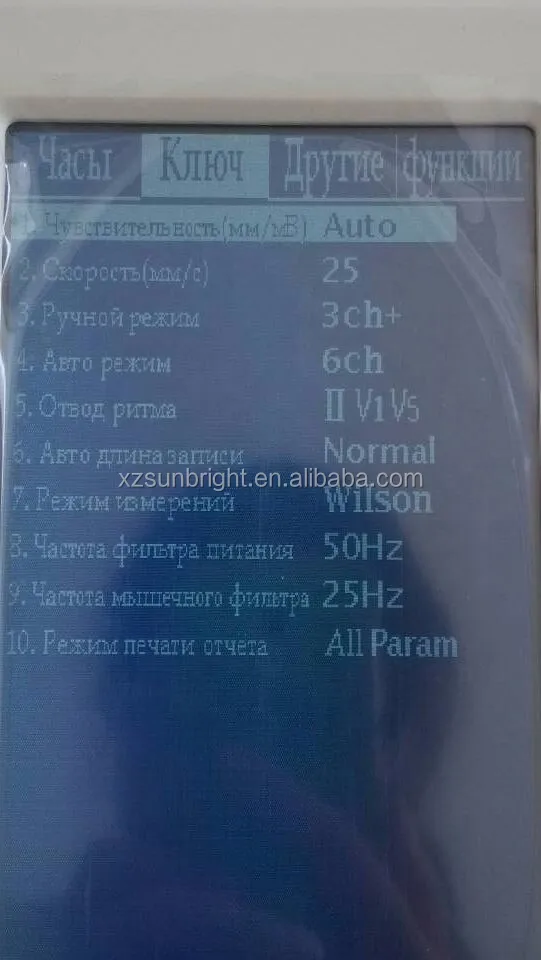 Часы Ключ Другие функции
1. Чувствительность(мм/мВ) Auto
2. Скорость(мм/с) 25
3. Ручной режим 3ch+
4. Авто режим 6ch
5. Отвод ритма II V1 V5
6. Авто длина записи Normal
xzsunbright.en.alibaba.com
7. Режим измерений Wilson
8. Частота фильтра питания 50Hz
9. Частота мышечного фильтра 25Hz
10. Режим печати отчета All Param